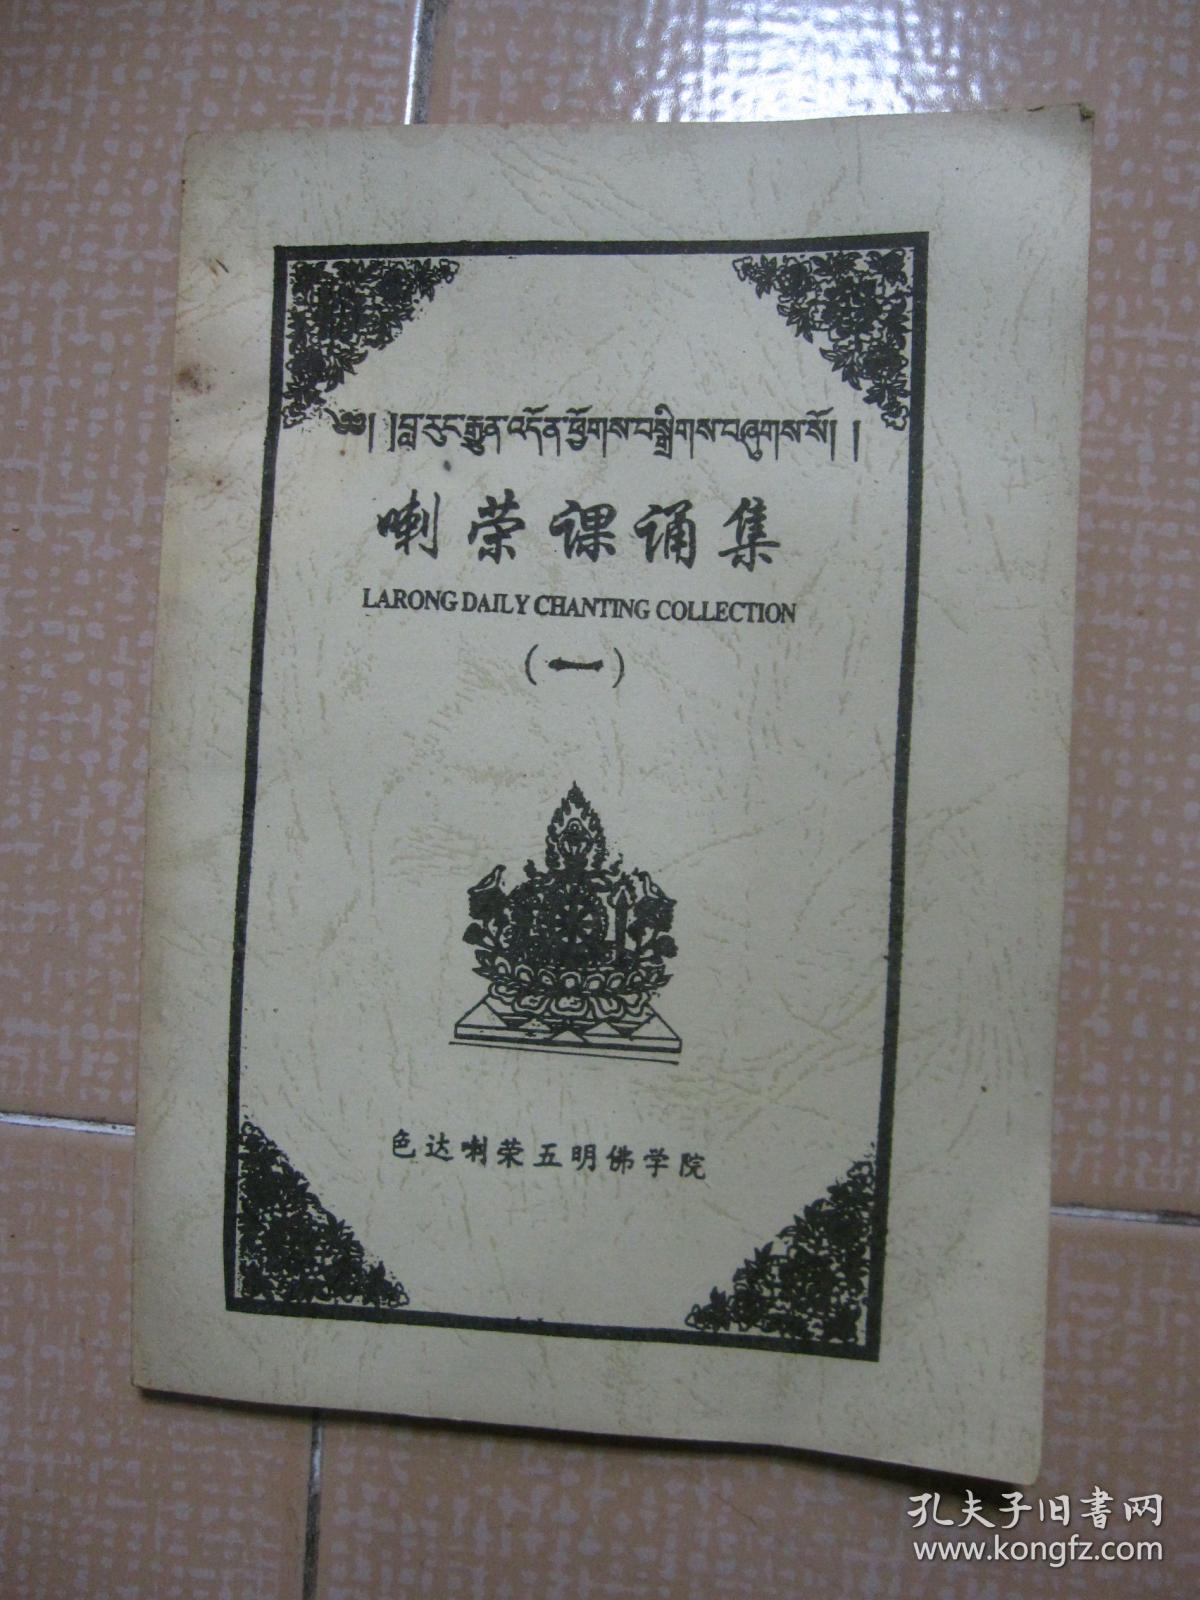 ༄༅། །བླ་རུང་རྒྱུན་འདོན་ཕྱོགས་བསྒྲིགས་བཞུགས་སོ། །
喇荣课诵集
LARONG DAILY CHANTING COLLECTION
(一)
色达喇荣五明佛学院
孔夫子旧书网
www.kongfz.com